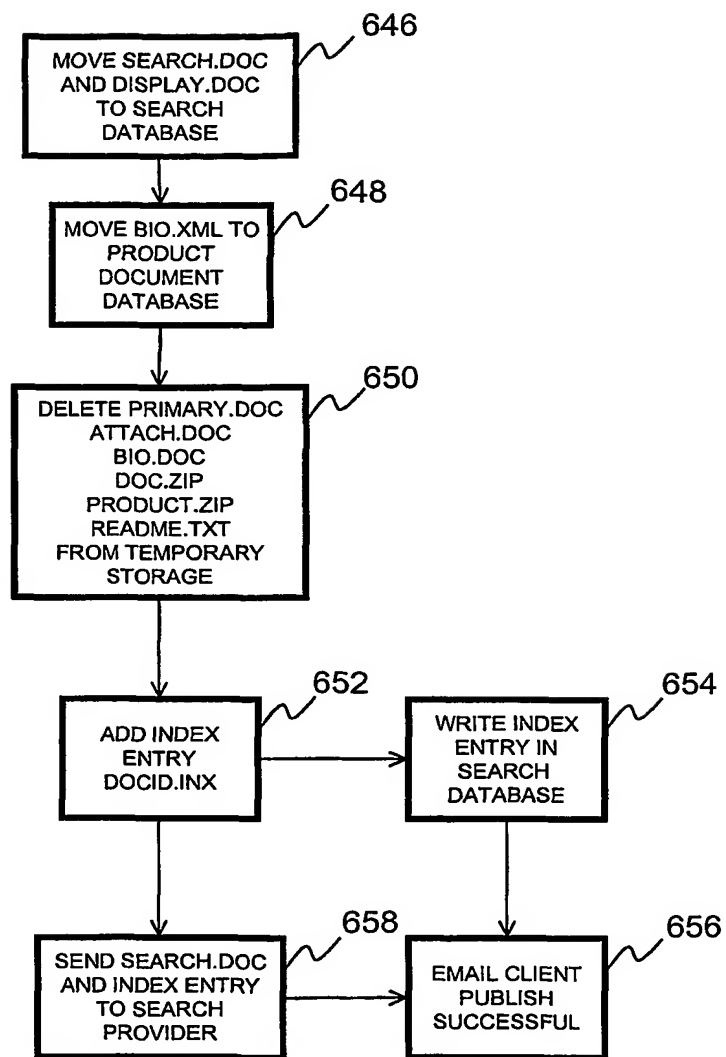 646
MOVE SEARCH.DOC
AND DISPLAY.DOC
TO SEARCH
DATABASE
648
MOVE BIO.XML TO
PRODUCT
DOCUMENT
DATABASE
650
DELETE PRIMARY.DOC
ATTACH.DOC
BIO.DOC
DOC.ZIP
PRODUCT.ZIP
README.TXT
FROM TEMPORARY
STORAGE
652
ADD INDEX
ENTRY
DOCID.INX
654
WRITE INDEX
ENTRY IN
SEARCH
DATABASE
658
SEND SEARCH.DOC
AND INDEX ENTRY
TO SEARCH
PROVIDER
656
EMAIL CLIENT
PUBLISH
SUCCESSFUL